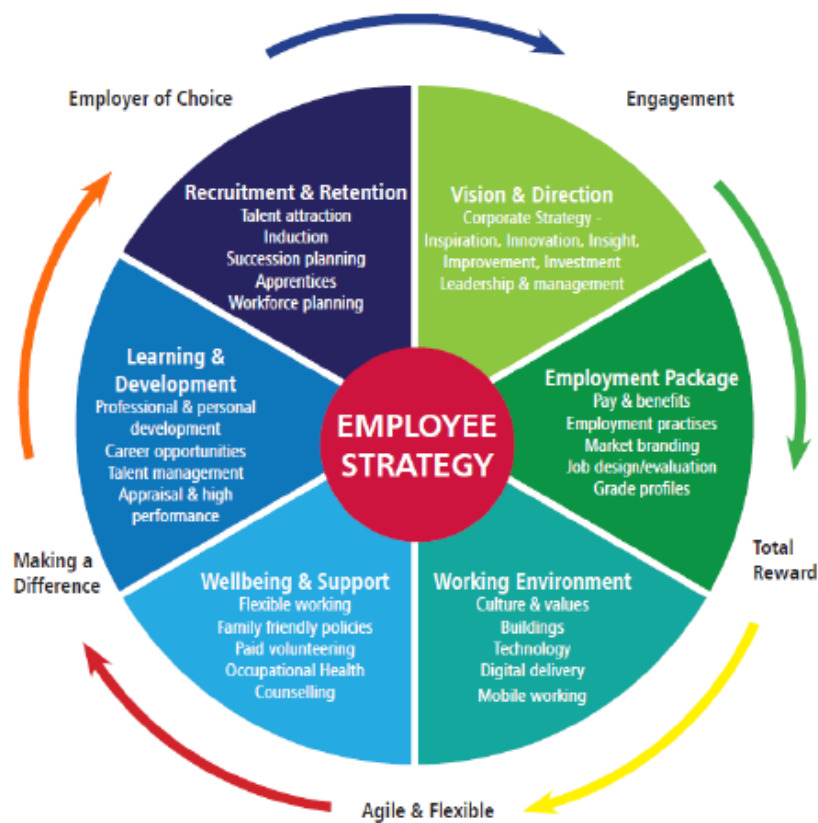 Employer of Choice
Engagement
Recruitment & Retention
Talent attraction
Induction
Succession planning
Apprentices
Workforce planning
Vision & Direction
Corporate Strategy -
Inspiration, Innovation, Insight,
Improvement, Investment
Leadership & management
Learning &
Development
Professional & personal
development
Career opportunities
Talent management
Appraisal & high
performance
EMPLOYEE
STRATEGY
Employment Package
Pay & benefits
Employment practises
Market branding
Job design/evaluation
Grade profiles
Making a
Difference
Total
Reward
Wellbeing & Support
Flexible working
Family friendly policies
Paid volunteering
Occupational Health
Counselling
Working Environment
Culture & values
Buildings
Technology
Digital delivery
Mobile working
Agile & Flexible